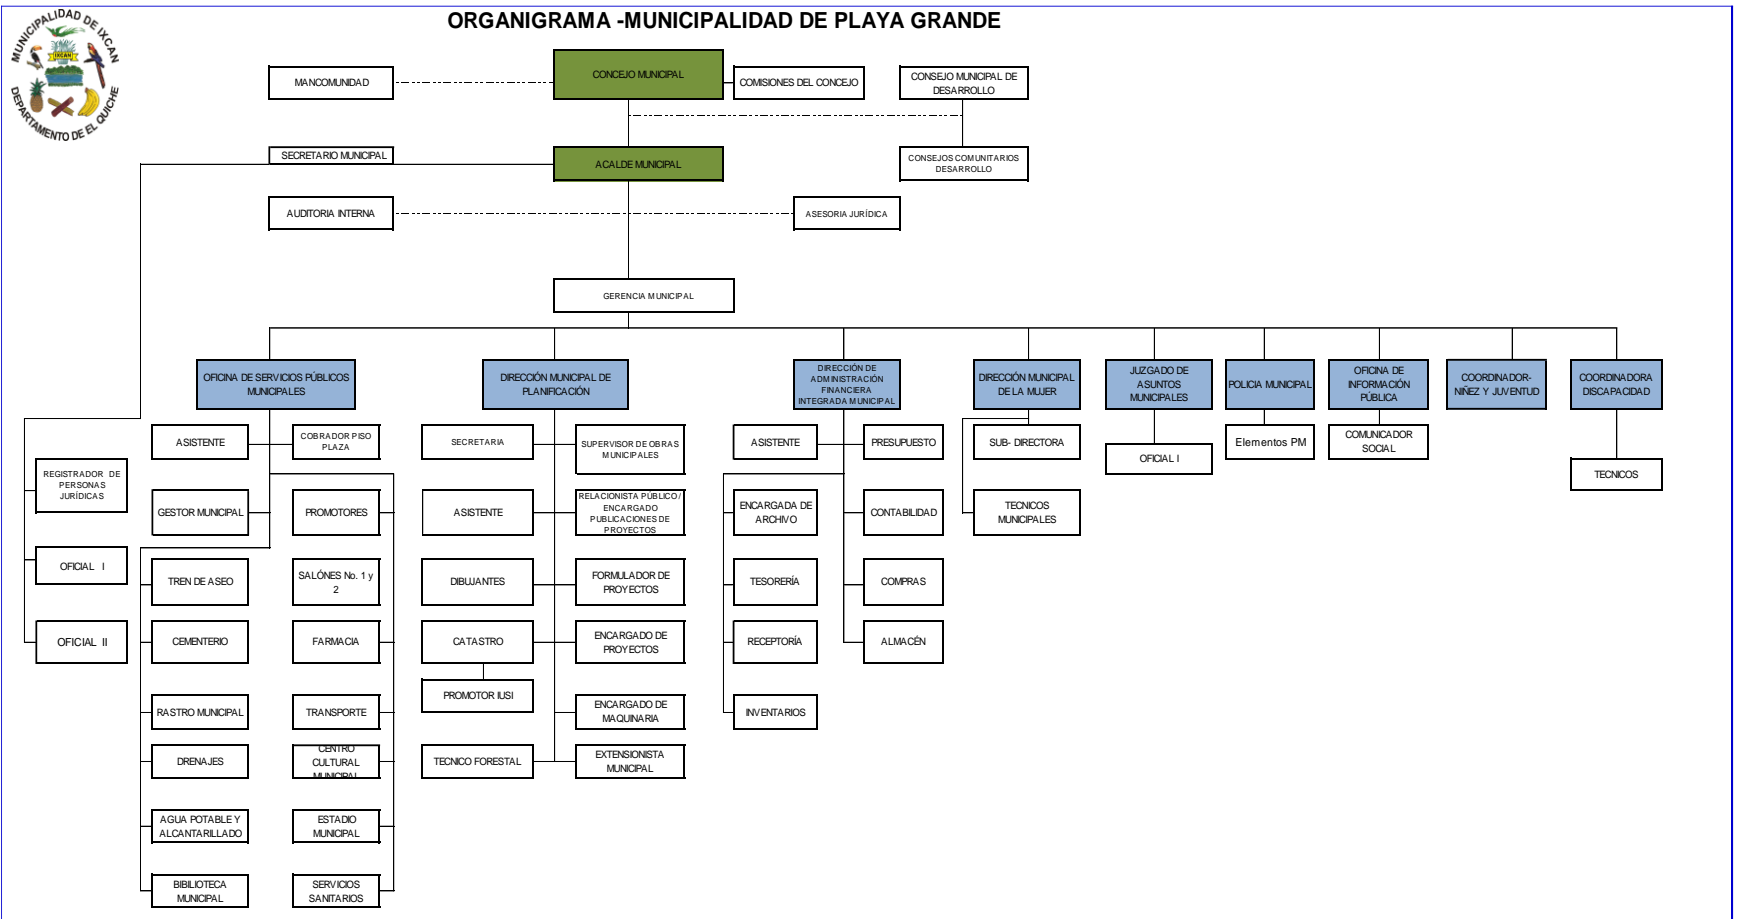 ORGANIGRAMA -MUNICIPALIDAD DE PLAYA GRANDE
MUNICIPALIDAD DE IXCAN
IXCAN
DEPARTAMENTO DE EL QUICHE
CONCEJO MUNICIPAL
MANCOMUNIDAD
COMISIONES DEL CONCEJO
CONSEJO MUNICIPAL DE
DESARROLLO
SECRETARIO MUNICIPAL
ACALDE MUNICIPAL
CONSEJOS COMUNITARIOS
DESARROLLO
AUDITORIA INTERNA
ASESORIA JURÍDICA
GERENCIA MUNICIPAL
OFICINA DE SERVICIOS PÚBLICOS
MUNICIPALES
DIRECCIÓN MUNICIPAL DE
PLANIFICACIÓN
DIRECCIÓN DE
ADMINISTRACIÓN
FINANCIERA
INTEGRADA MUNICIPAL
DIRECCIÓN MUNICIPAL
DE LA MUJER
JUZGADO DE
ASUNTOS
MUNICIPALES
POLICIA MUNICIPAL
OFICINA DE
INFORMACIÓN
PÚBLICA
COORDINADOR-
NIÑEZ Y JUVENTUD
COORDINADORA
DISCAPACIDAD
REGISTRADOR DE
PERSONAS
JURÍDICAS
OFICIAL I
OFICIAL II
ASISTENTE
COBRADOR PISO
PLAZA
GESTOR MUNICIPAL
PROMOTORES
TREN DE ASEO
SALÓNES No. 1 y
2
CEMENTERIO
FARMACIA
RASTRO MUNICIPAL
TRANSPORTE
DRENAJES
CENTRO
CULTURAL
MUNICIPAL
AGUA POTABLE Y
ALCANTARILLADO
ESTADIO
MUNICIPAL
BIBILIOTECA
MUNICIPAL
SERVICIOS
SANITARIOS
SECRETARIA
SUPERVISOR DE OBRAS
MUNICIPALES
ASISTENTE
RELACIONISTA PÚBLICO /
ENCARGADO
PUBLICACIONES DE
PROYECTOS
DIBUJANTES
FORMULADOR DE
PROYECTOS
CATASTRO
ENCARGADO DE
PROYECTOS
PROMOTOR IUSI
ENCARGADO DE
MAQUINARIA
TECNICO FORESTAL
EXTENSIONISTA
MUNICIPAL
ASISTENTE
PRESUPUESTO
ENCARGADA DE
ARCHIVO
CONTABILIDAD
TESORERÍA
COMPRAS
RECEPTORÍA
ALMACÉN
INVENTARIOS
SUB- DIRECTORA
TECNICOS
MUNICIPALES
OFICIAL I
Elementos PM
COMUNICADOR
SOCIAL
TECNICOS